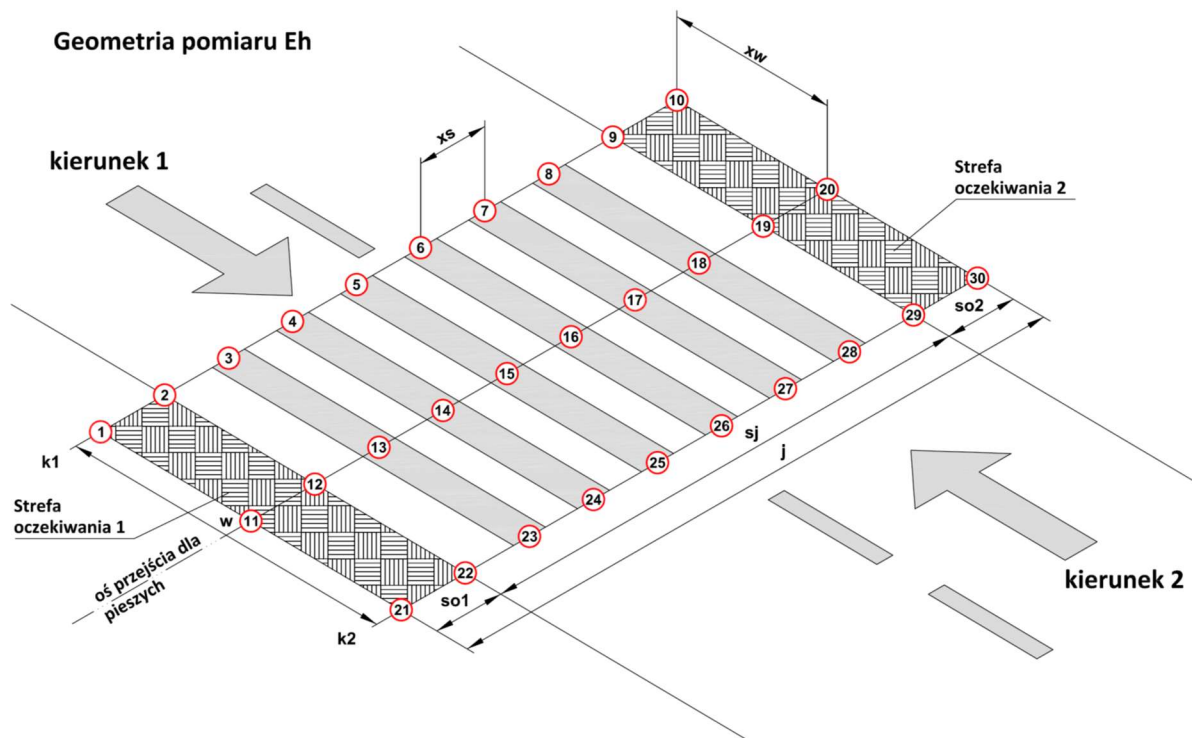 Geometria pomiaru Eh
xw
10
xs
9
kierunek 1
8
Strefa
oczekiwania 2
20
7
6
19
5
18
30
4
17
so2
29
3
16
28
2
15
27
1
14
26
sj
k1
13
25
j
Strefa
oczekiwania 1
12
w
11
24
23
oś przejścia dla
pieszych
22
so1
kierunek 2
21
k2